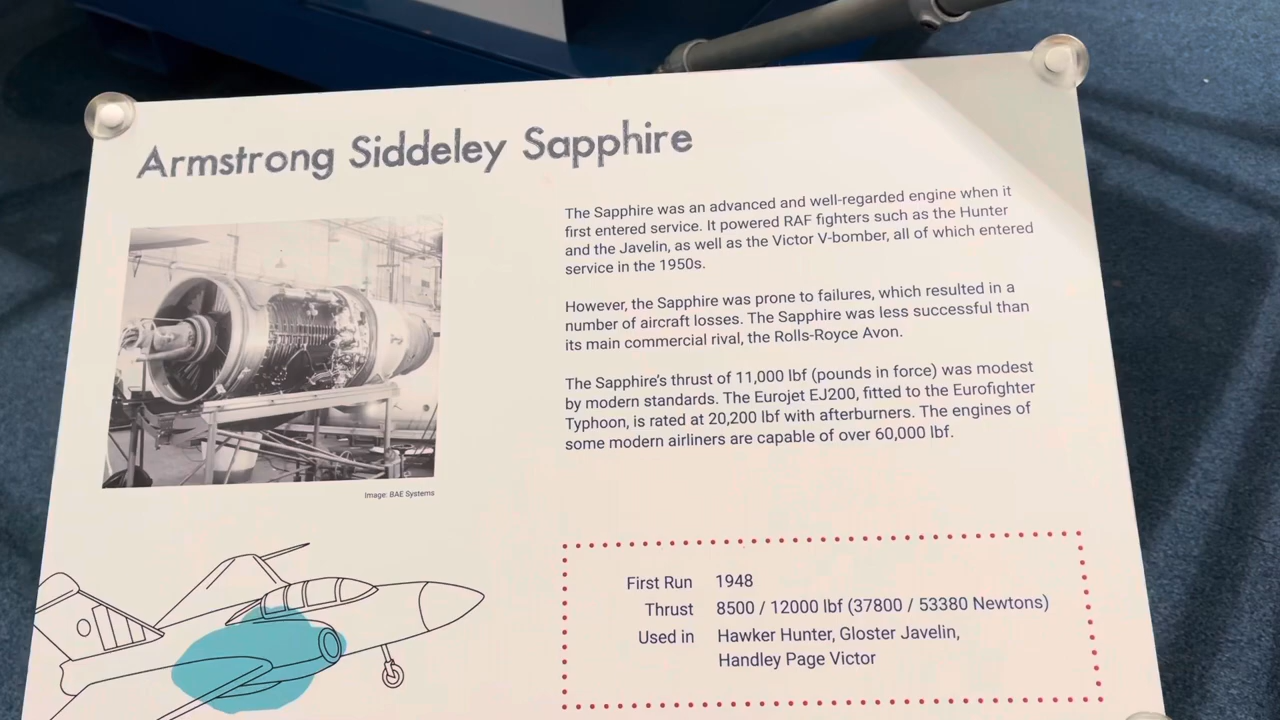 Armstrong Siddeley Sapphire
The Sapphire was an advanced and well-regarded engine when it
first entered service. It powered RAF fighters such as the Hunter
and the Javelin, as well as the Victor V-bomber, all of which entered
service in the 1950s.
However, the Sapphire was prone to failures, which resulted in a
number of aircraft losses. The Sapphire was less successful than
its main commercial rival, the Rolls-Royce Avon.
The Sapphire's thrust of 11,000 lbf (pounds in force) was modest
by modern standards. The Eurojet EJ200, fitted to the Eurofighter
Typhoon, is rated at 20,200 lbf with afterburners. The engines of
some modern airliners are capable of over 60,000 lbf.
Image: BAE Systems
First Run 1948
Thrust 8500 / 12000 lbf (37800 / 53380 Newtons)
Used in Hawker Hunter, Gloster Javelin,
Handley Page Victor